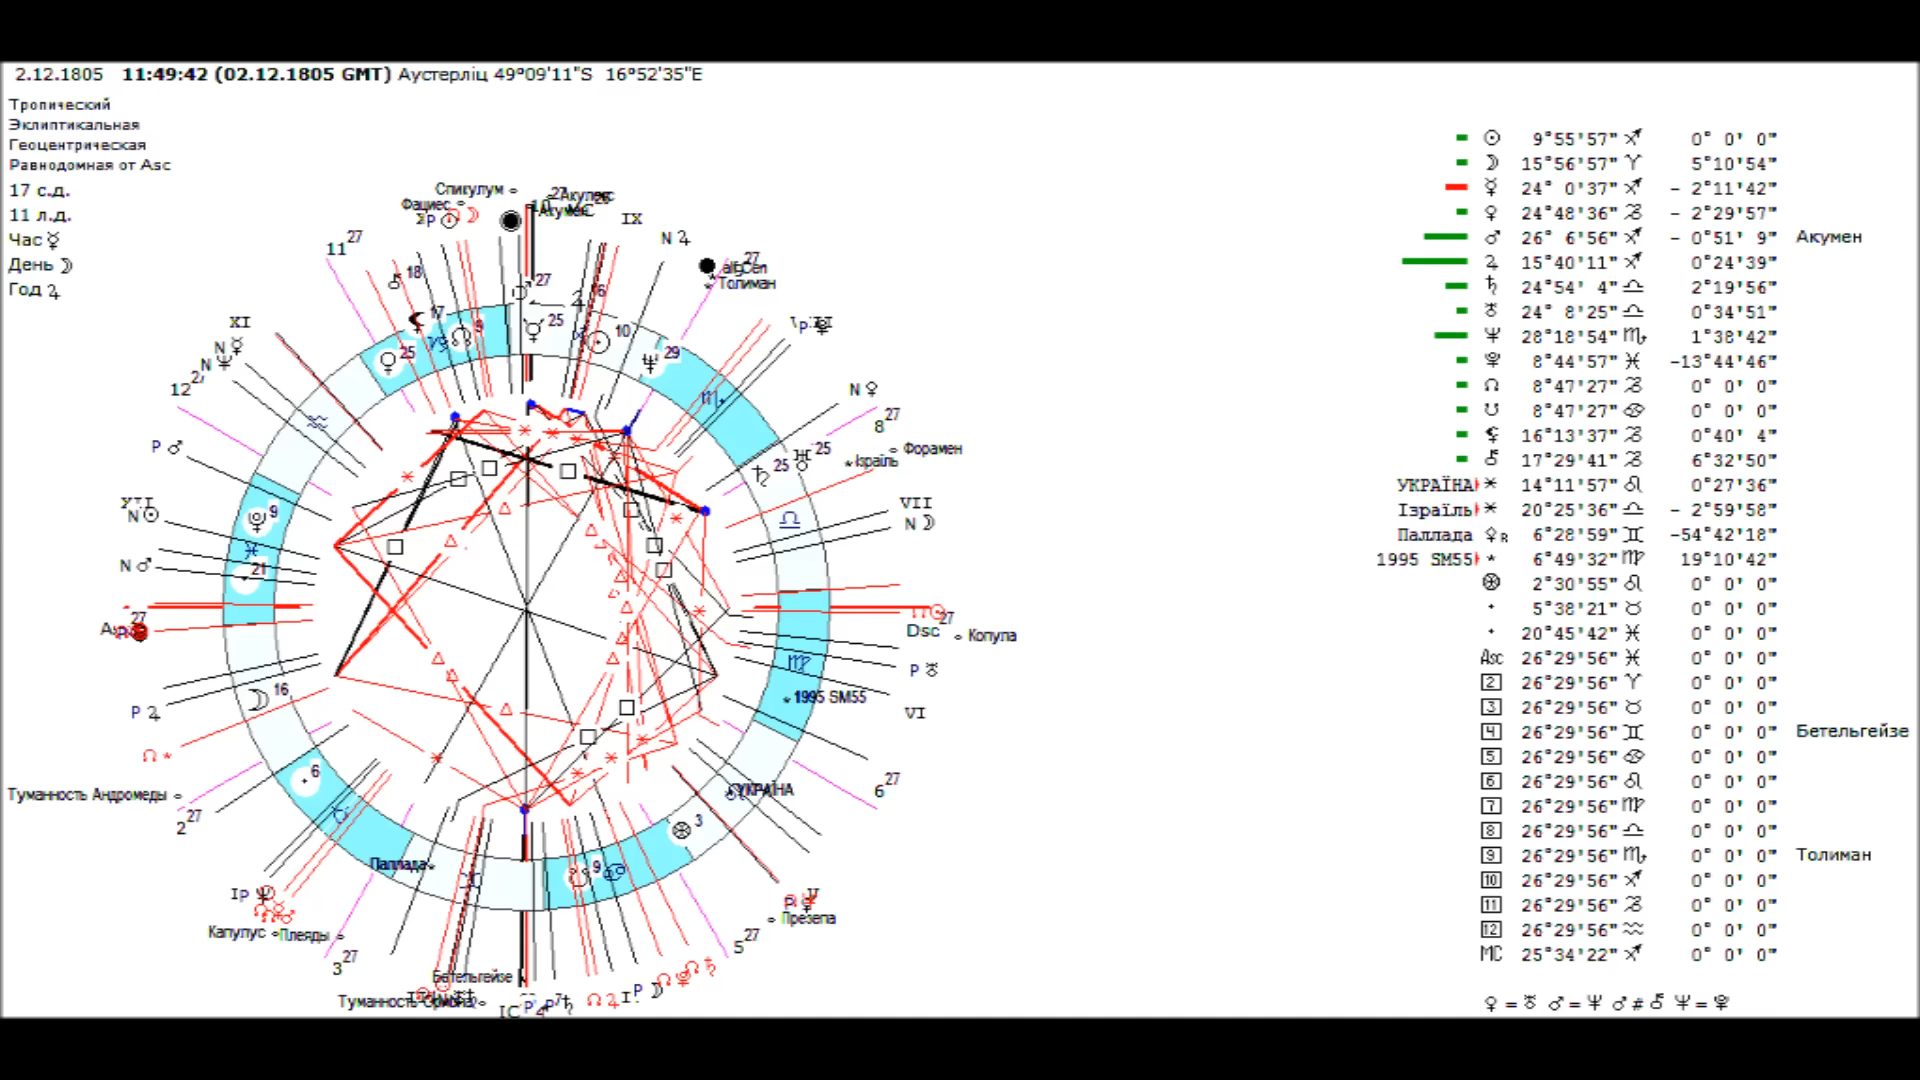 2.12.1805 11:49:42 (02.12.1805 GMT) Аустерліц 49°09'11"S 16°52'35"E
Тропический
Эклиптикальная
Геоцентрическая
Равнодомная от Asc
17 с.д.
11 л.д.
Час ☿
День ☽
Год ♃
Спикулум
Фациес
Акумен
IX
N ♃
Толиман
11 27
XI
N ☿
N ♆
12
P ♂
N ☉
N ♂
P ♃
☊ *
Туманность Андромеды
2 27
Капулус
Плеяды
3 27
Паллада
Бетельгейзе
IC
N ♀
8 27
Форамен
Ізраїль
VII
N ☽
Dsc
Копула
P ♅
1995 SM55
VI
6 27
УКРАЇНА
V
Презепа
5 27
P ☽
☉ 9°55'57" ♐ 0° 0' 0"
☽ 15°56'57" ♈ 5°10'54"
☿ 24° 0'37" ♐ - 2°11'42"
♀ 24°48'36" ♑ - 2°29'57"
♂ 26° 6'56" ♐ - 0°51' 9" Акумен
♃ 15°40'11" ♐ 0°24'39"
♄ 24°54' 4" ♎ 2°19'56"
♅ 24° 8'25" ♎ 0°34'51"
♆ 28°18'54" ♏ 1°38'42"
♇ 8°44'57" ♓ -13°44'46"
☊ 8°47'27" ♑ 0° 0' 0"
☋ 8°47'27" ♋ 0° 0' 0"
⚸ 16°13'37" ♑ 0°40' 4"
⚷ 17°29'41" ♑ 6°32'50"
УКРАЇНА * 14°11'57" ♌ 0°27'36"
Ізраїль * 20°25'36" ♎ - 2°59'58"
Паллада ♀R 6°28'59" ♊ -54°42'18"
1995 SM55 * 6°49'32" ♍ 19°10'42"
⊗ 2°30'55" ♌ 0° 0' 0"
· 5°38'21" ♉ 0° 0' 0"
· 20°45'42" ♓ 0° 0' 0"
Asc 26°29'56" ♓ 0° 0' 0"
2 26°29'56" ♈ 0° 0' 0"
3 26°29'56" ♉ 0° 0' 0"
4 26°29'56" ♊ 0° 0' 0" Бетельгейзе
5 26°29'56" ♋ 0° 0' 0"
6 26°29'56" ♌ 0° 0' 0"
7 26°29'56" ♍ 0° 0' 0"
8 26°29'56" ♎ 0° 0' 0"
9 26°29'56" ♏ 0° 0' 0" Толиман
10 26°29'56" ♐ 0° 0' 0"
11 26°29'56" ♑ 0° 0' 0"
12 26°29'56" ♒ 0° 0' 0"
MC 25°34'22" ♐ 0° 0' 0"
♀=♅ ♂=♆ ♂#⚷ ♆=♇